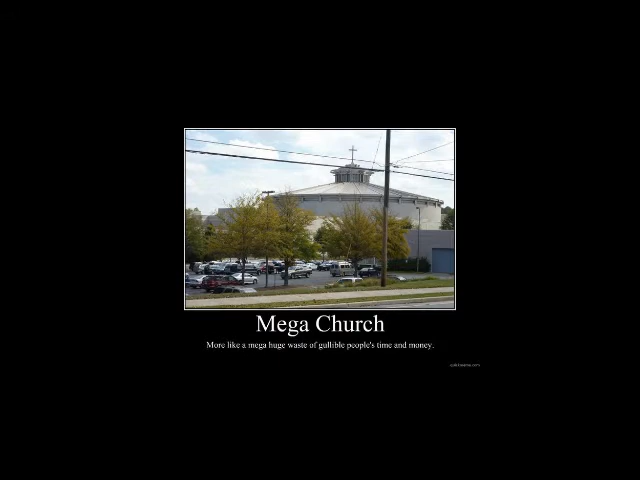 Mega Church
More like a mega huge waste of gullible people's time and money.